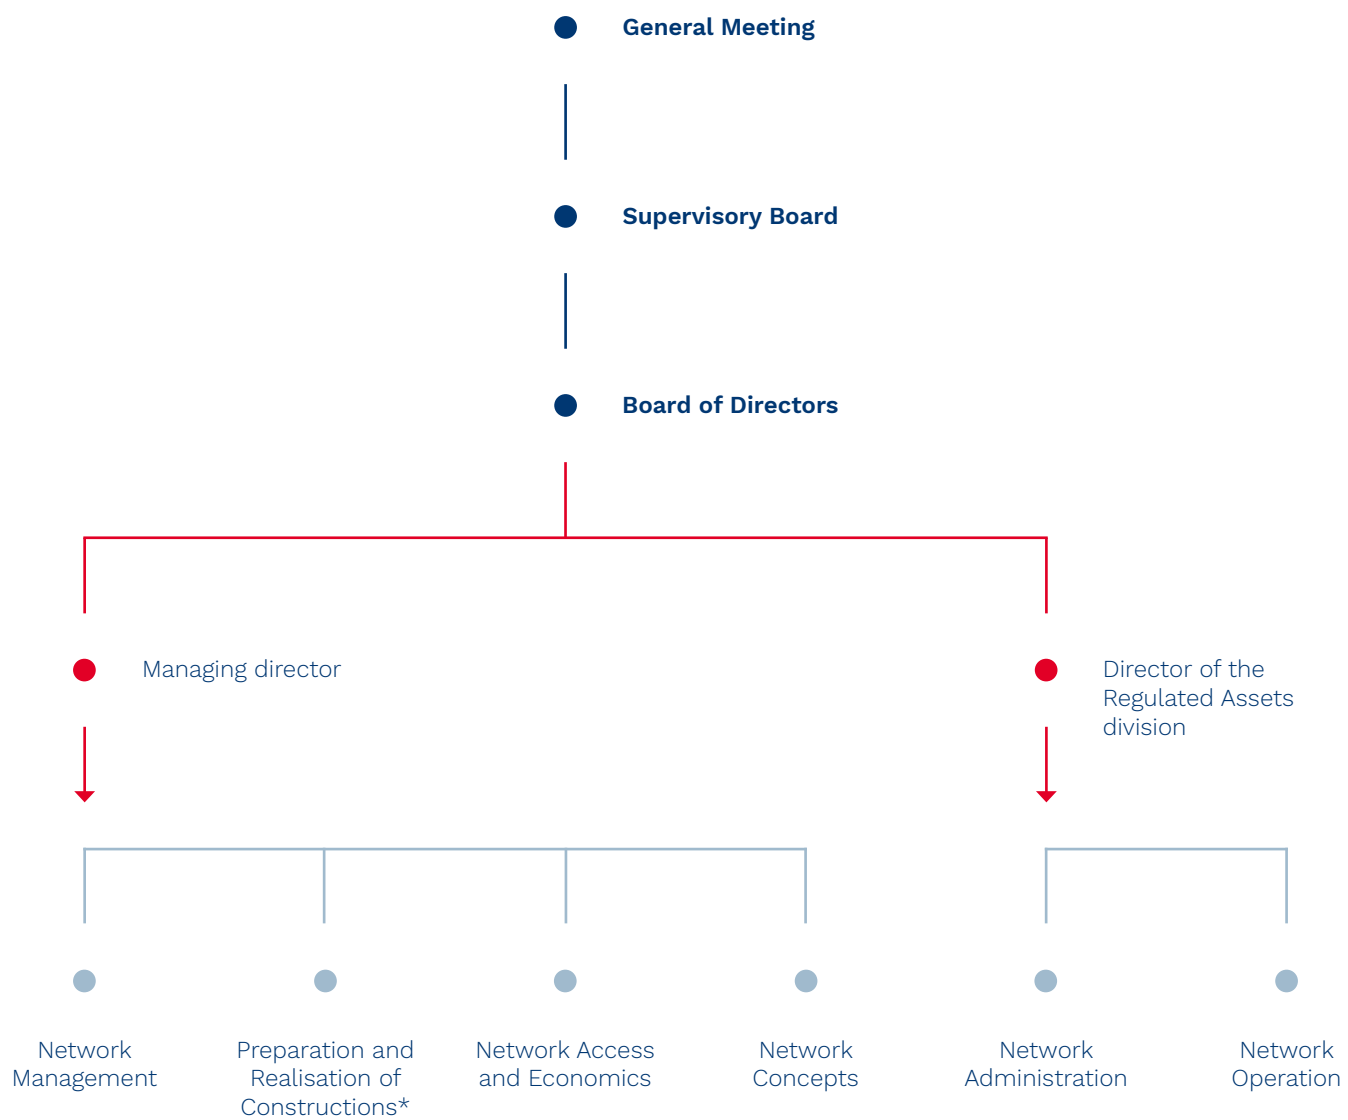 General Meeting
Supervisory Board
Board of Directors
Managing director
Director of the
Regulated Assets
division
Network
Management
Preparation and
Realisation of
Constructions*
Network Access
and Economics
Network
Concepts
Network
Administration
Network
Operation